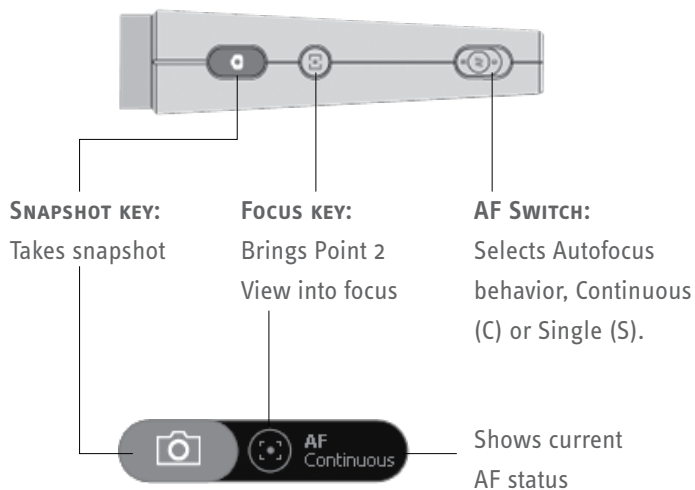 Snapshot key:
Takes snapshot
Focus key:
Brings Point 2
View into focus
AF Switch:
Selects Autofocus
behavior, Continuous
(C) or Single (S).
AF
Continuous
Shows current
AF status